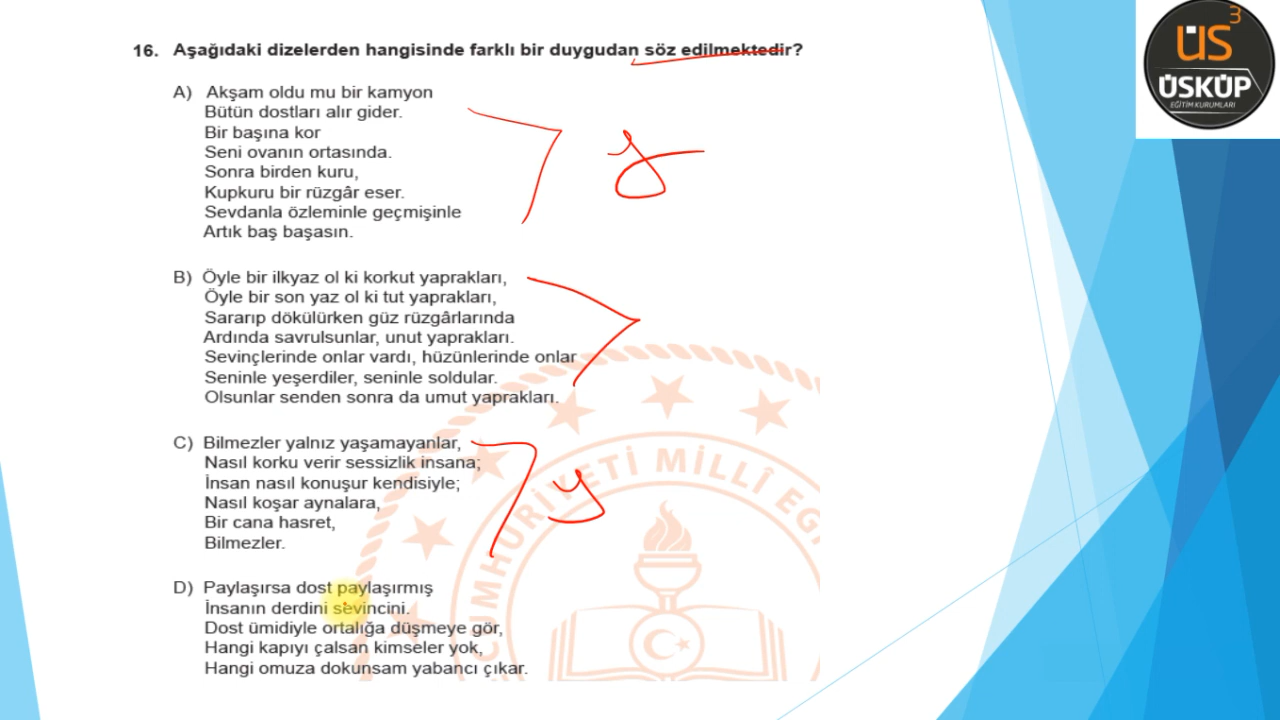 16. Aşağıdaki dizelerden hangisinde farklı bir duygudan söz edilmektedir?
A) Akşam oldu mu bir kamyon
Bütün dostları alır gider.
Bir başına kor
Seni ovanın ortasında.
Sonra birden kuru,
Kupkuru bir rüzgâr eser.
Sevdanla özleminle geçmişinle
Artık baş başasın.
B) Öyle bir ilkyaz ol ki korkut yaprakları,
Öyle bir son yaz ol ki tut yaprakları,
Sararıp dökülürken güz rüzgârlarında
Ardında savrulsunlar, unut yaprakları.
Sevinçlerinde onlar vardı, hüzünlerinde onlar
Seninle yeşerdiler, seninle soldular.
Olsunlar senden sonra da umut yaprakları.
C) Bilmezler yalnız yaşamayanlar,
Nasıl korku verir sessizlik insana;
İnsan nasıl konuşur kendisiyle;
Nasıl koşar aynalara,
Bir cana hasret,
Bilmezler.
y
D) Paylaşırsa dost paylaşırmış
İnsanın derdini sevincini.
Dost ümidiyle ortalığa düşmeye gör,
Hangi kapıyı çalsan kimseler yok,
Hangi omuza dokunsam yabancı çıkar.
CUMHURİYETİ MİLLÎ EĞ
üs3
ÜSKÜP
EĞİTİM KURUMLARI